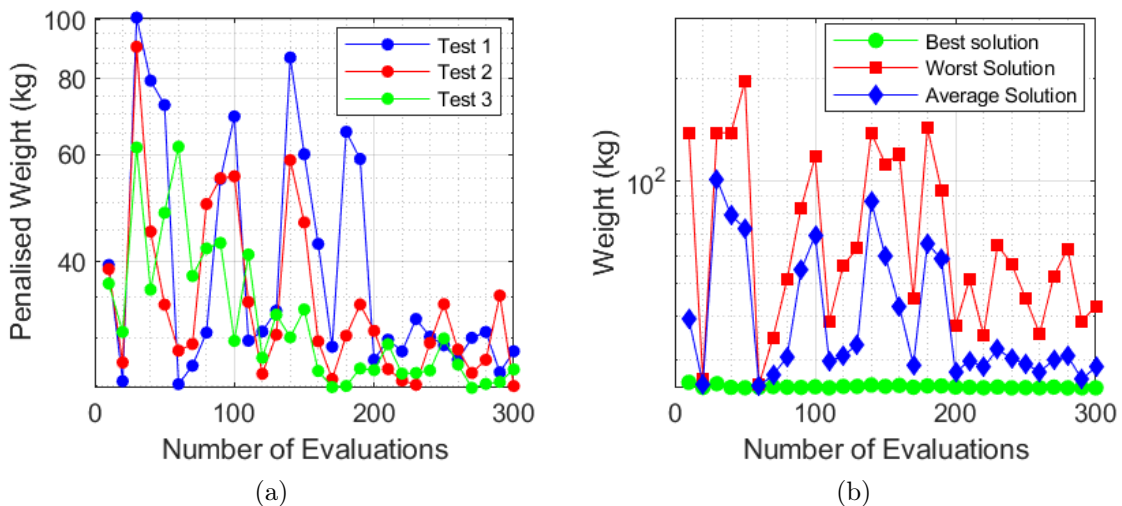 100
80
60
40
Penalised Weight (kg)
Test 1
Test 2
Test 3
0
100
200
300
Number of Evaluations
(a)
10²
Weight (kg)
Best solution
Worst Solution
Average Solution
0
100
200
300
Number of Evaluations
(b)